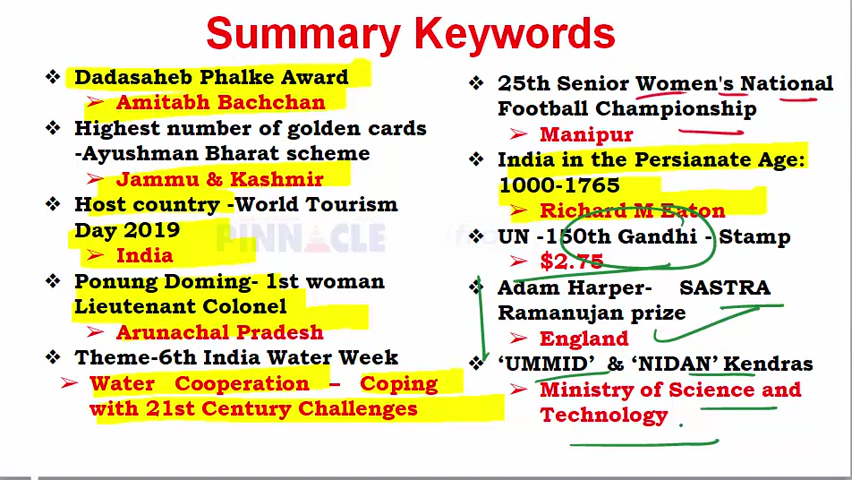 Summary Keywords
❖ Dadasaheb Phalke Award
➢ Amitabh Bachchan
❖ Highest number of golden cards
-Ayushman Bharat scheme
➢ Jammu & Kashmir
❖ Host country -World Tourism
Day 2019
➢ India
❖ Ponung Doming- 1st woman
Lieutenant Colonel
➢ Arunachal Pradesh
❖ Theme-6th India Water Week
➢ Water Cooperation – Coping
with 21st Century Challenges
❖ 25th Senior Women's National
Football Championship
➢ Manipur
❖ India in the Persianate Age:
1000-1765
➢ Richard M Eaton
❖ UN -150th Gandhi - Stamp
➢ $2.75
❖ Adam Harper- SASTRA
Ramanujan prize
➢ England
❖ ‘UMMID’ & ‘NIDAN’ Kendras
➢ Ministry of Science and
Technology
PINNACLE